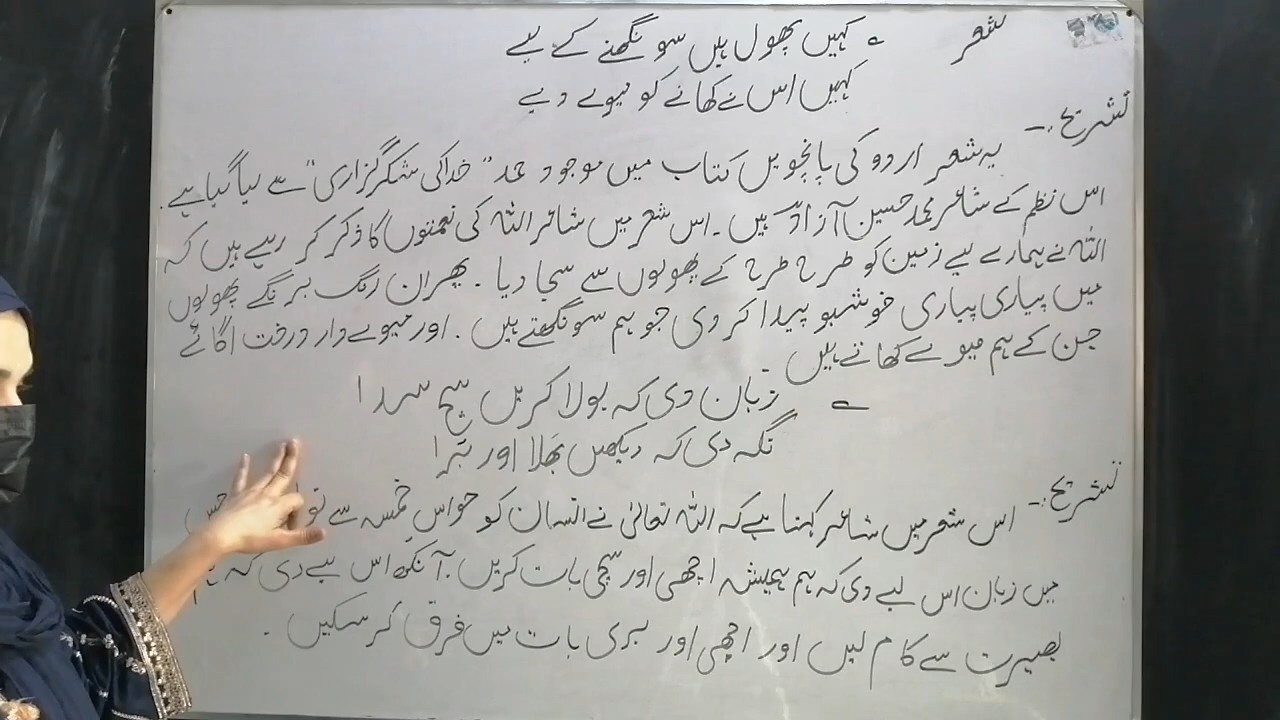 شعر ؎ کہیں پھول ہیں سونگھنے کے لیے
کہیں اس نے کھانے کو میوے دیے
تشریح :-
یہ شعر اردو کی پانچویں کتاب میں موجود حمد "خدا کی شکرگزاری" سے لیا گیا ہے۔
اس نظم کے شاعر محمد حسین آزاد ہیں۔ اس شعر میں شاعر اللہ کی نعمتوں کا ذکر کر رہے ہیں کہ
اللہ نے ہمارے لیے زمین کو طرح طرح کے پھولوں سے سجا دیا۔ پھر ان رنگ برنگے پھولوں
میں پیاری پیاری خوشبو پیدا کر دی جو ہم سونگھتے ہیں۔ اور میوے دار درخت اگائے
جن کے ہم میوے کھاتے ہیں
؎ زبان دی کہ بولا کریں سچ سدا
نگہ دی کہ دیکھیں بھلا اور برا
تشریح :-
اس شعر میں شاعر کہتا ہے کہ اللہ تعالیٰ نے انسان کو حواسِ خمسہ سے جس
میں زبان اس لیے دی کہ ہم ہمیشہ اچھی اور سچی بات کریں۔ آنکھ اس لیے دی کہ ہم
بصیرت سے کام لیں اور اچھی اور بری بات میں فرق کر سکیں۔